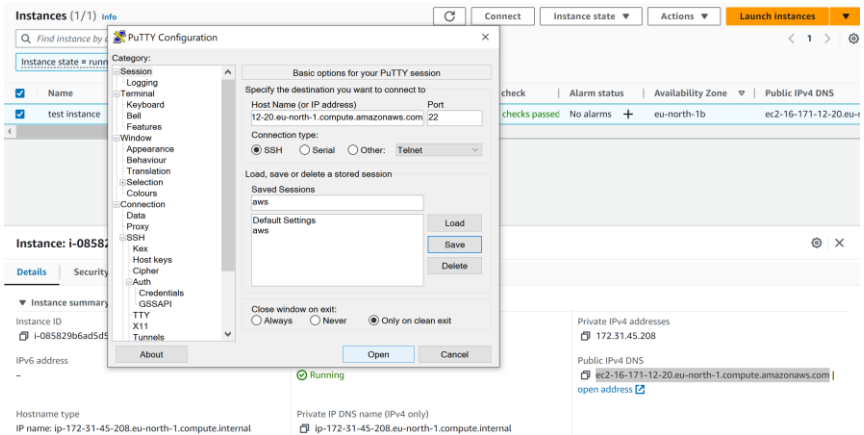 Instances (1/1) Info
Connect
Instance state ▼
Actions ▼
Launch instances ▼
Find instance by
< 1 >
Instance state = runn
Name
check
Alarm status
Availability Zone
Public IPv4 DNS
test instance
checks passed
No alarms +
eu-north-1b
ec2-16-171-12-20.eu-
PuTTY Configuration
Category:
Session
Logging
Terminal
Keyboard
Bell
Features
Window
Appearance
Behaviour
Translation
Selection
Colours
Connection
Data
Proxy
SSH
Kex
Host keys
Cipher
Auth
Credentials
GSSAPI
TTY
X11
Tunnels
Basic options for your PuTTY session
Specify the destination you want to connect to
Host Name (or IP address) Port
12-20.eu-north-1.compute.amazonaws.com 22
Connection type:
SSH Serial Other: Telnet
Load, save or delete a stored session
Saved Sessions
aws
Default Settings
aws
Load
Save
Delete
Close window on exit:
Always Never Only on clean exit
About
Open
Cancel
Instance: i-0858
Details
Security
▼ Instance summary
Instance ID
i-085829b6ad5d5
IPv6 address
–
Running
Private IPv4 addresses
172.31.45.208
Public IPv4 DNS
ec2-16-171-12-20.eu-north-1.compute.amazonaws.com |
open address
Hostname type
IP name: ip-172-31-45-208.eu-north-1.compute.internal
Private IP DNS name (IPv4 only)
ip-172-31-45-208.eu-north-1.compute.internal